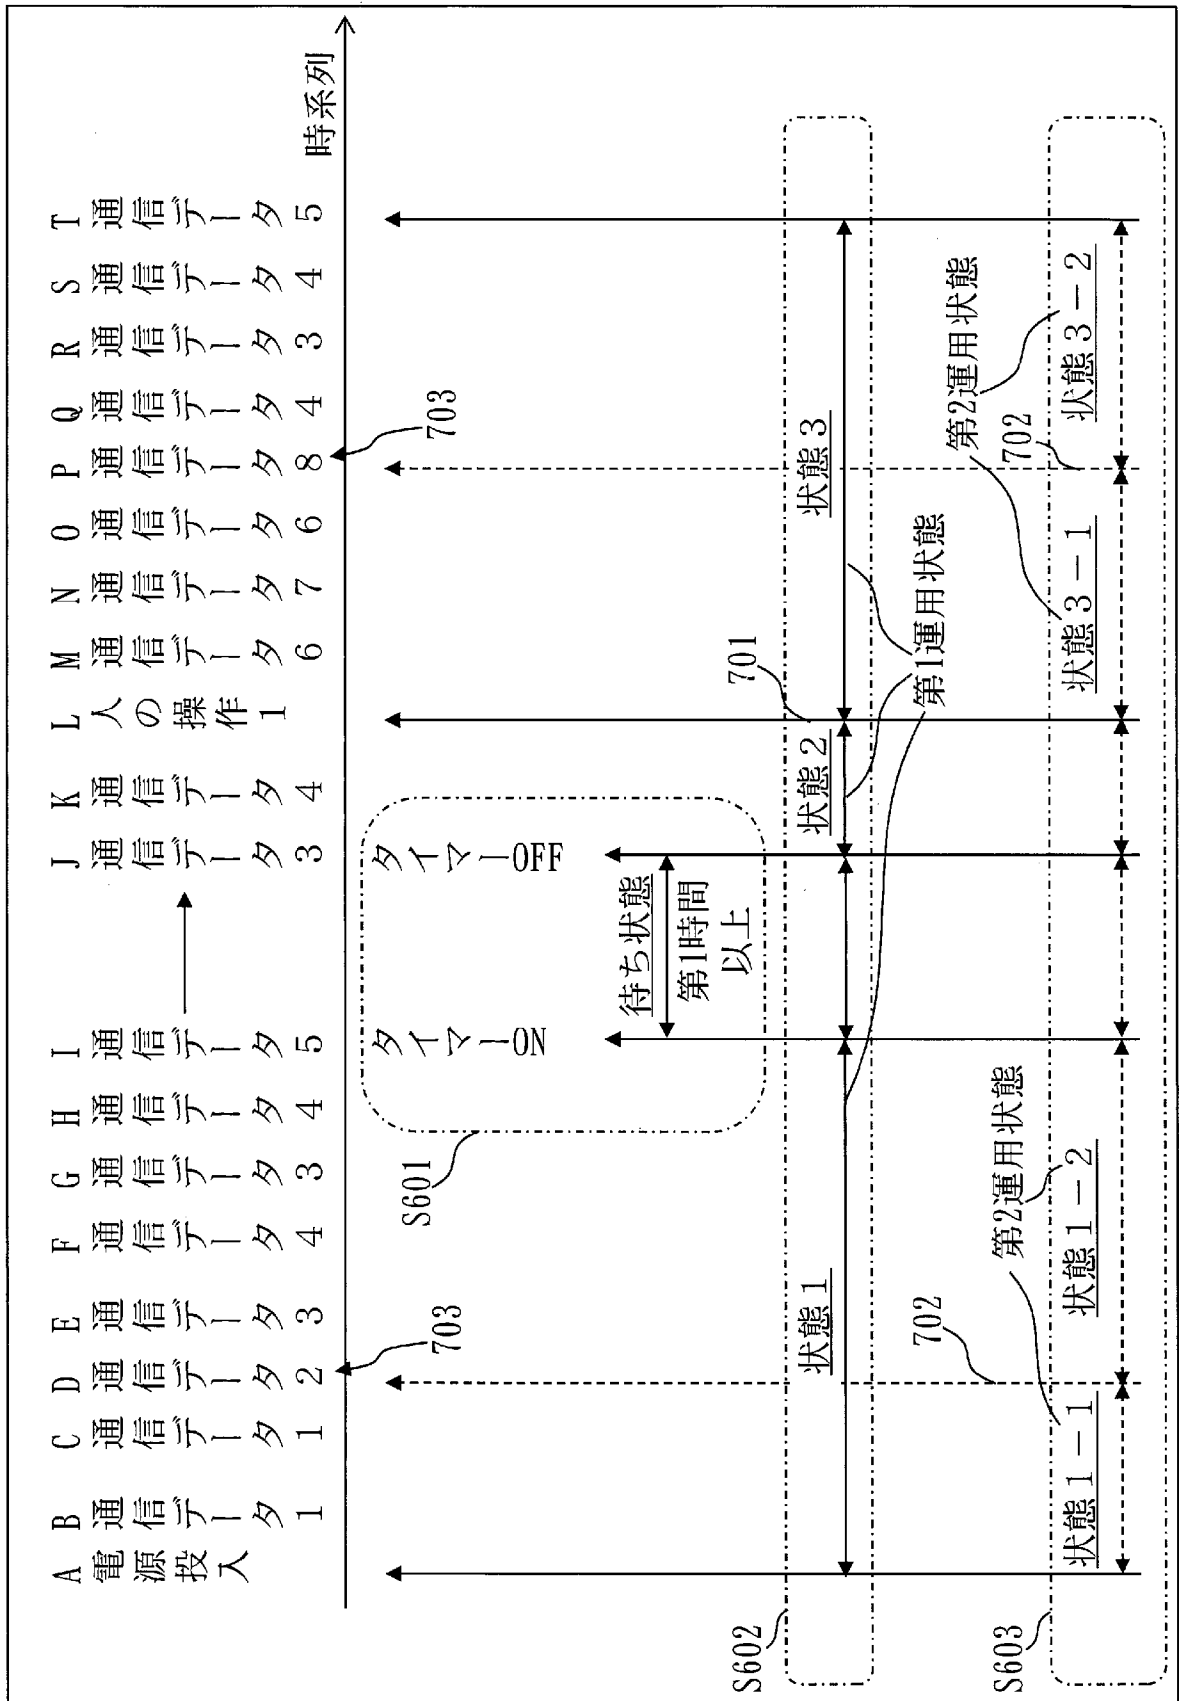 A 電源投入
B 通信データ1
C 通信データ1
D 通信データ2
E 通信データ3
F 通信データ4
G 通信データ3
H 通信データ4
I 通信データ5
J 通信データ3
K 通信データ4
L 人の操作1
M 通信データ6
N 通信データ7
O 通信データ6
P 通信データ8
Q 通信データ4
R 通信データ3
S 通信データ4
T 通信データ5
時系列
703
703
タイマーON
タイマーOFF
待ち状態
第1時間
以上
S601
701
状態1
状態2
状態3
S602
第1運用状態
702
702
第2運用状態
第2運用状態
状態1-1
状態1-2
状態3-1
状態3-2
S603